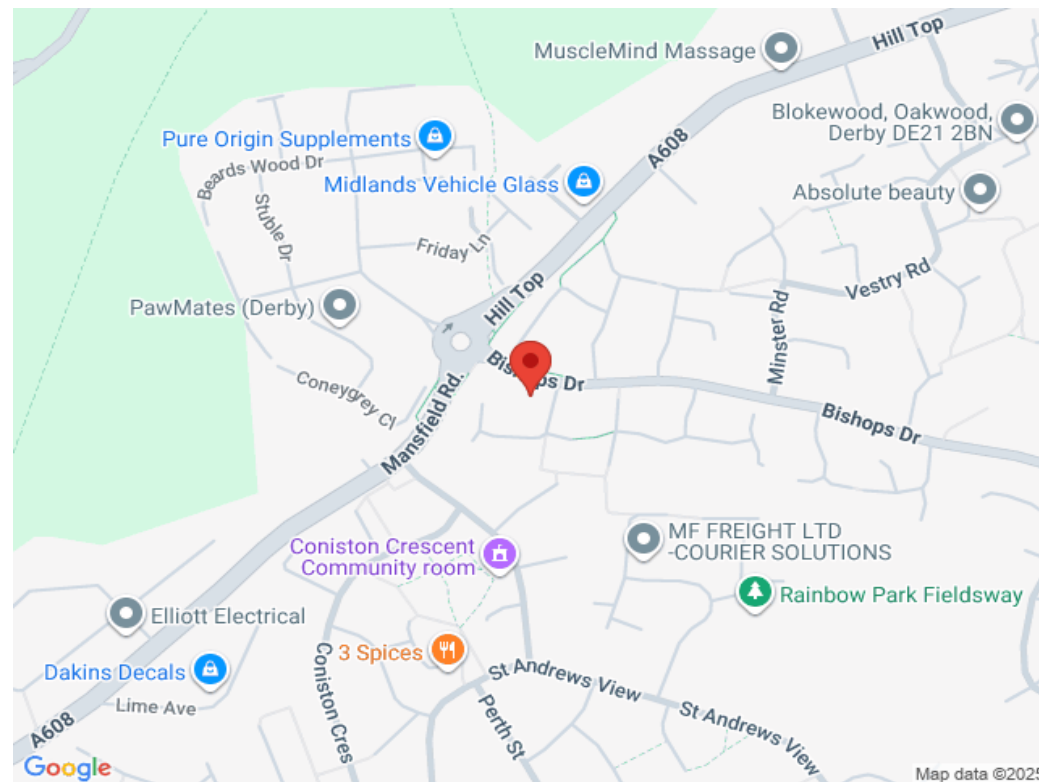 Hill Top
MuscleMind Massage
Blokewood, Oakwood,
Derby DE21 2BN
Pure Origin Supplements
A608
Beards Wood Dr
Midlands Vehicle Glass
Absolute beauty
Stuble Dr
Friday Ln
Vestry Rd
PawMates (Derby)
Hill Top
Minster Rd
Bishops Dr
Coneygrey Cl
Mansfield Rd.
Bishops Dr
MF FREIGHT LTD
-COURIER SOLUTIONS
Coniston Crescent
Community room
Rainbow Park Fieldsway
Elliott Electrical
3 Spices
Coniston Cres
St Andrews View
Dakins Decals
Lime Ave
Perth St
St Andrews View
A608
Google
Map data ©2025